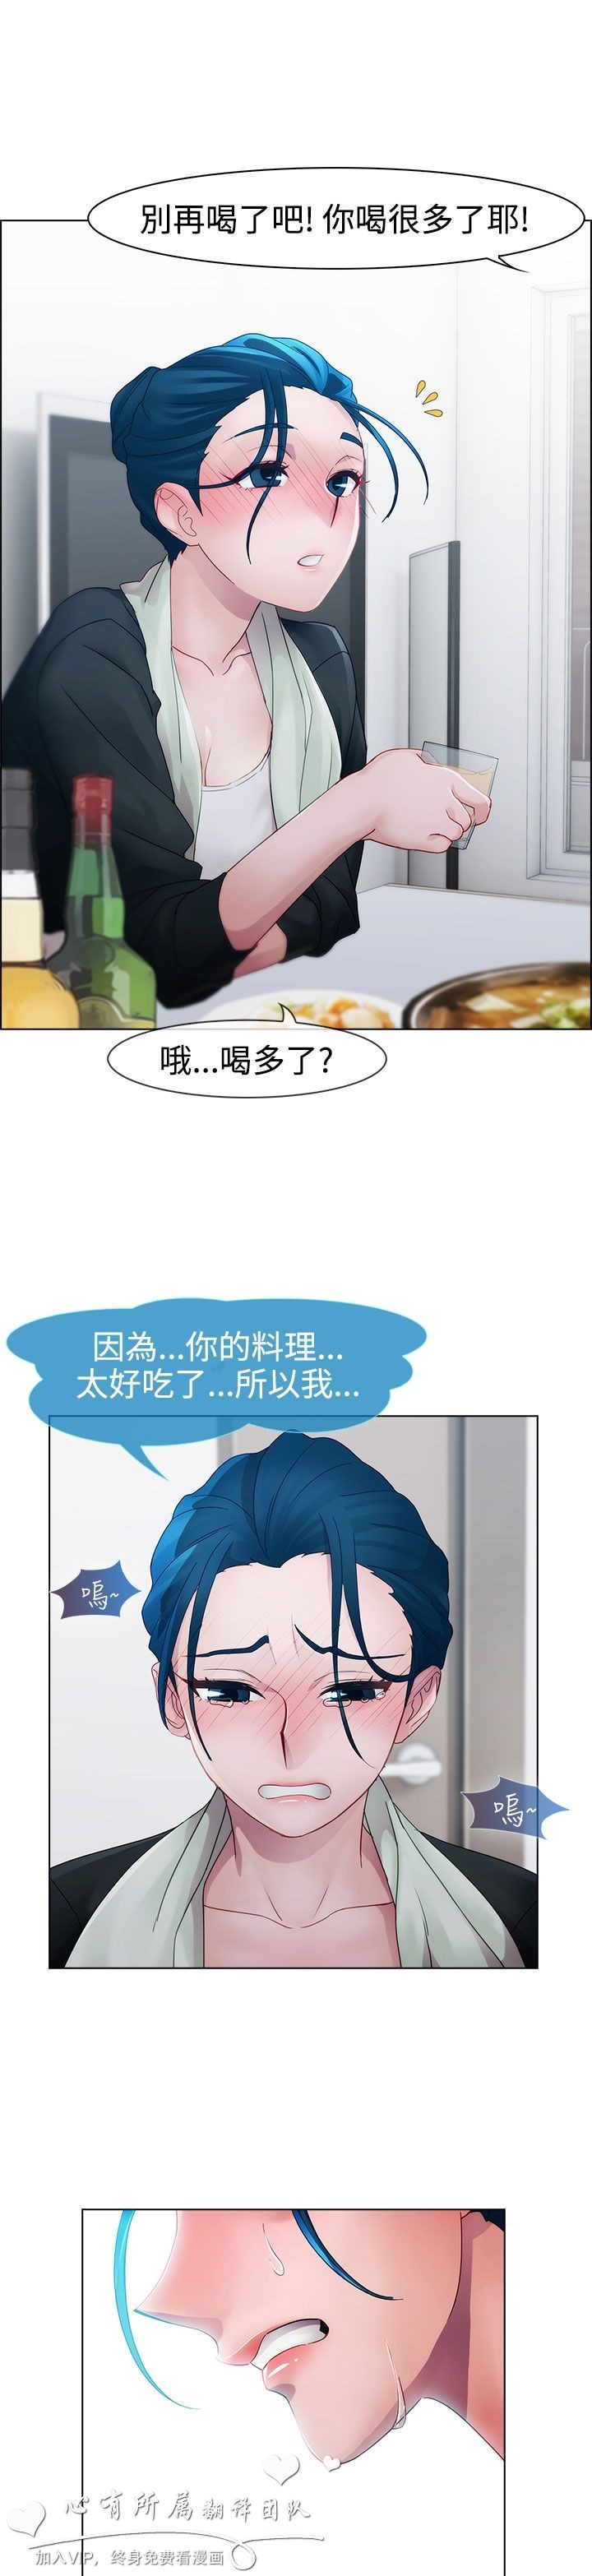 別再喝了吧! 你喝很多了耶!
哦...喝多了?
因為...你的料理...
太好吃了...所以我...
嗚~
嗚~
心有所属翻译团队
加入VIP，终身免费看漫画